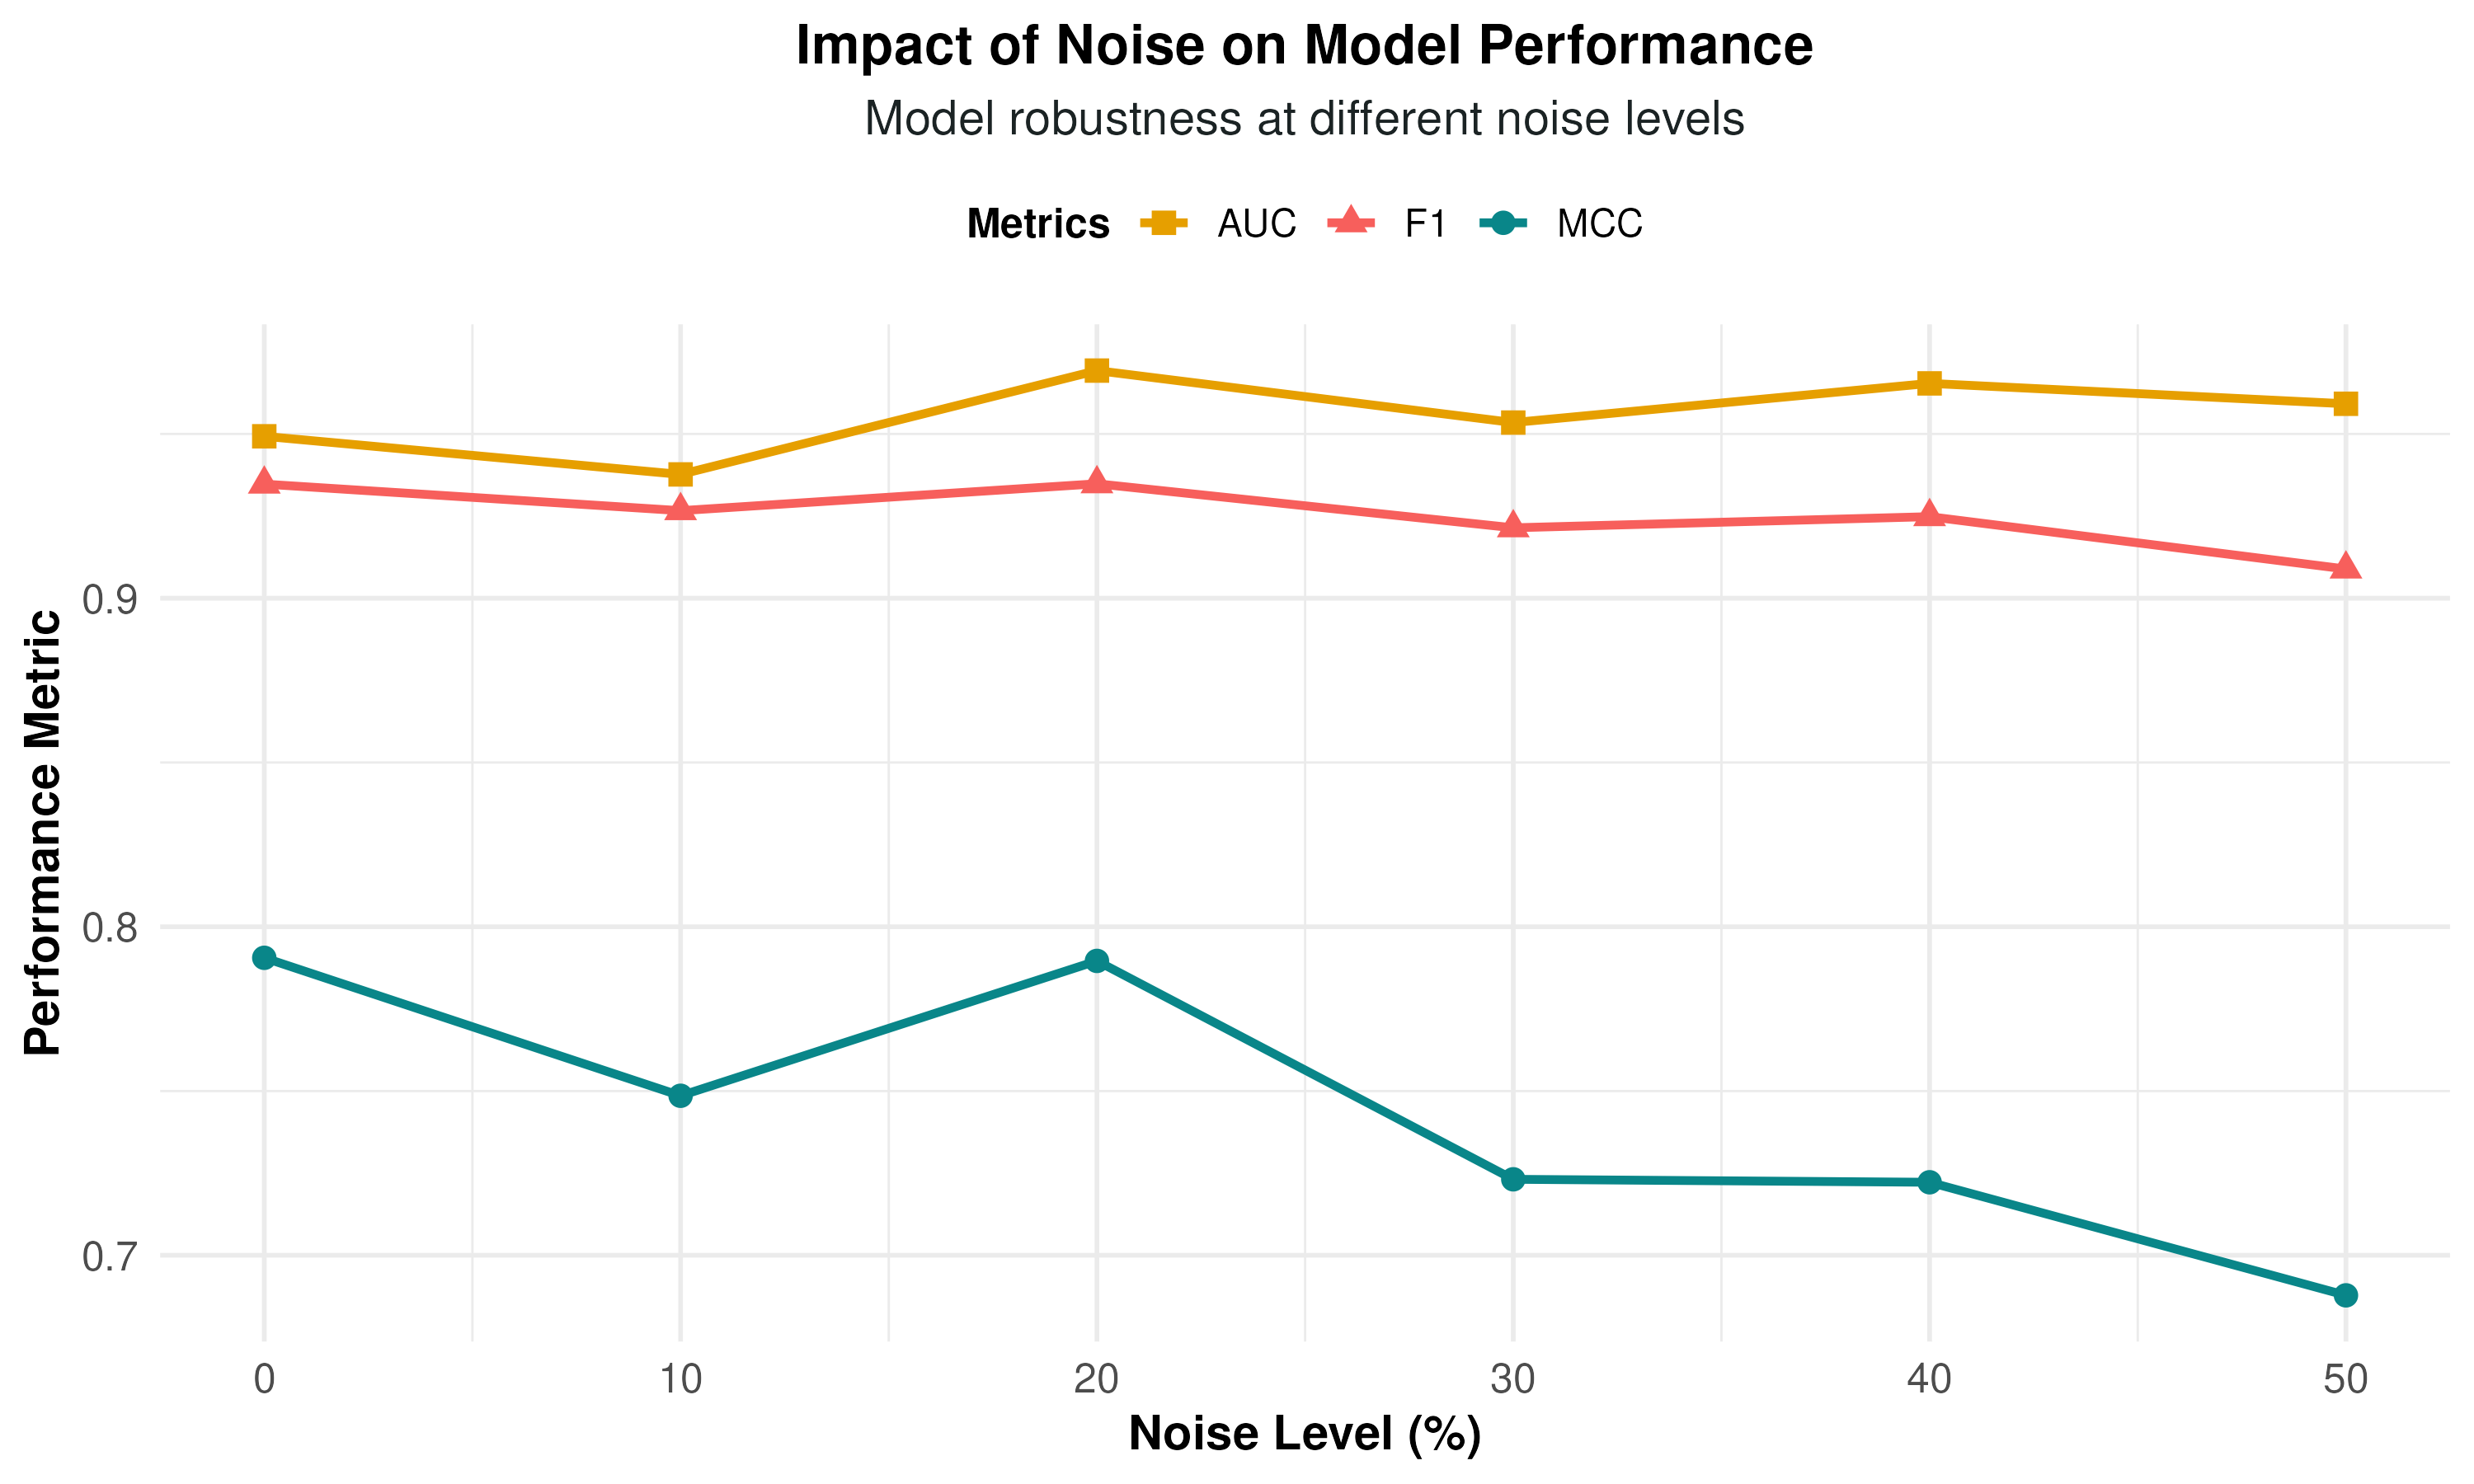 Impact of Noise on Model Performance
Model robustness at different noise levels
Metrics AUC F1 MCC
Performance Metric
0.9
0.8
0.7
0 10 20 30 40 50
Noise Level (%)